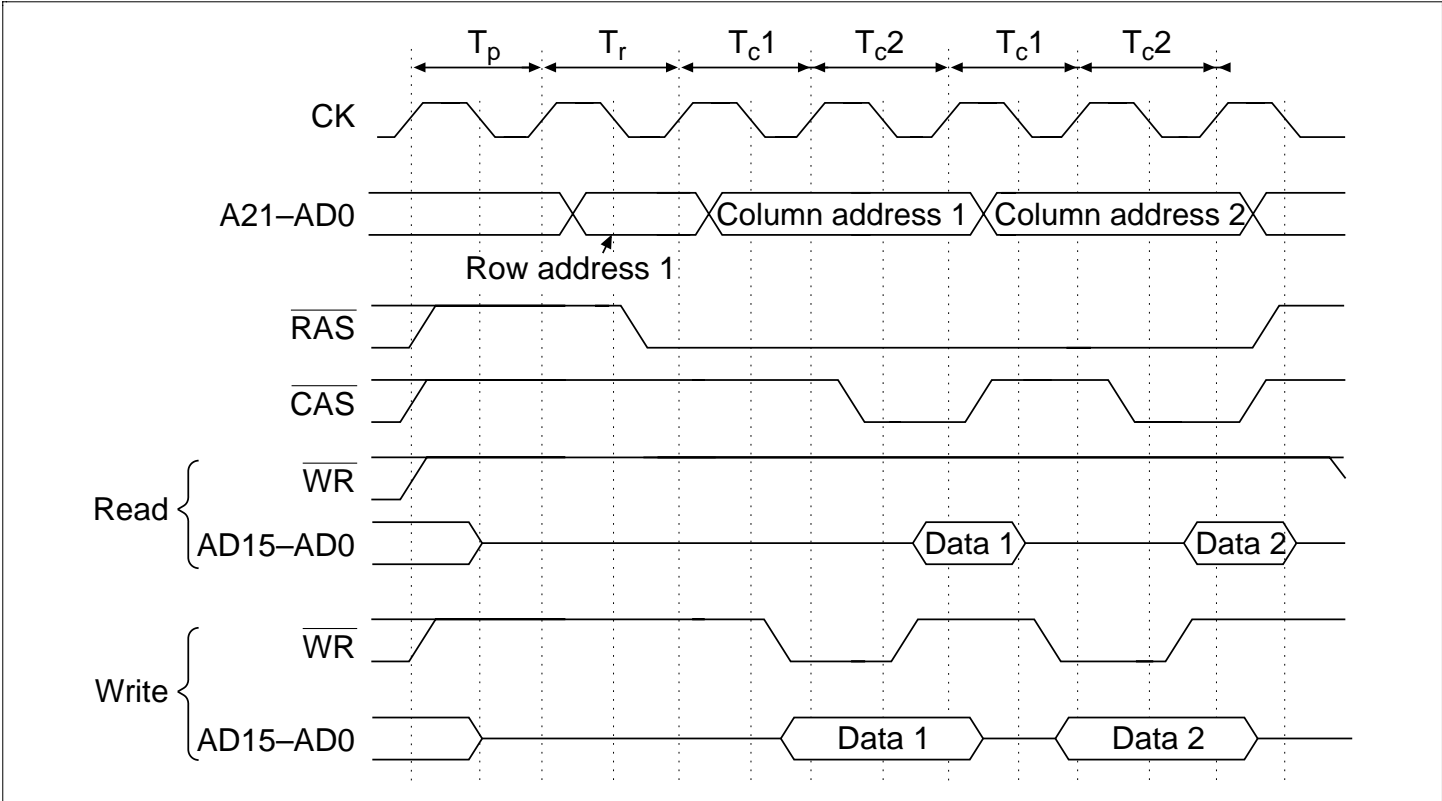 Tp Tr Tc1 Tc2 Tc1 Tc2
CK
A21–AD0 Column address 1 Column address 2
Row address 1
RAS
CAS
Read
WR
AD15–AD0 Data 1 Data 2
Write
WR
AD15–AD0 Data 1 Data 2